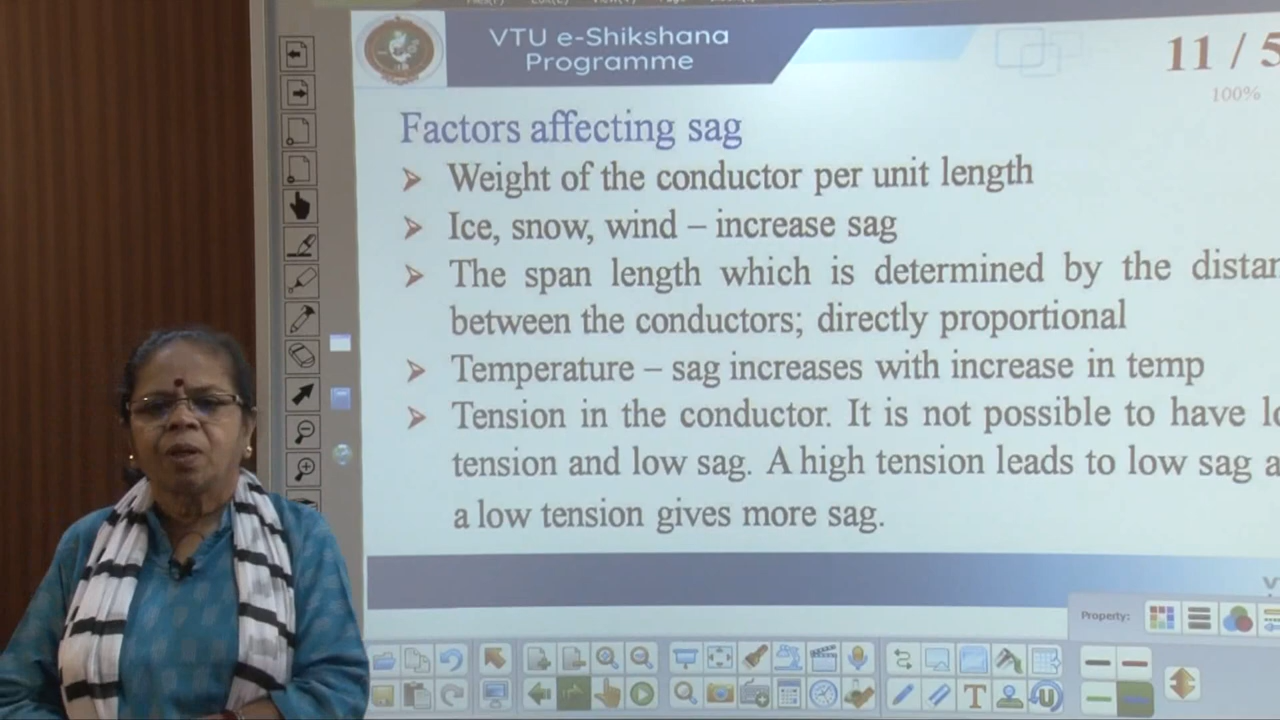 VTU e-Shikshana
Programme
11 / 5
100%
Factors affecting sag
Weight of the conductor per unit length
Ice, snow, wind – increase sag
The span length which is determined by the distan
between the conductors; directly proportional
Temperature – sag increases with increase in temp
Tension in the conductor. It is not possible to have lo
tension and low sag. A high tension leads to low sag a
a low tension gives more sag.
Property: